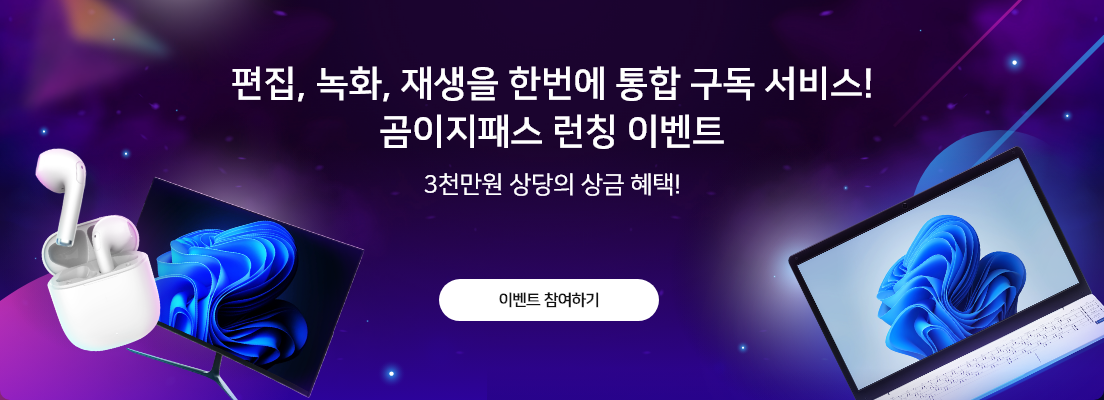 편집, 녹화, 재생을 한번에 통합 구독 서비스!
곰이지패스 런칭 이벤트
3천만원 상당의 상금 혜택!
이벤트 참여하기